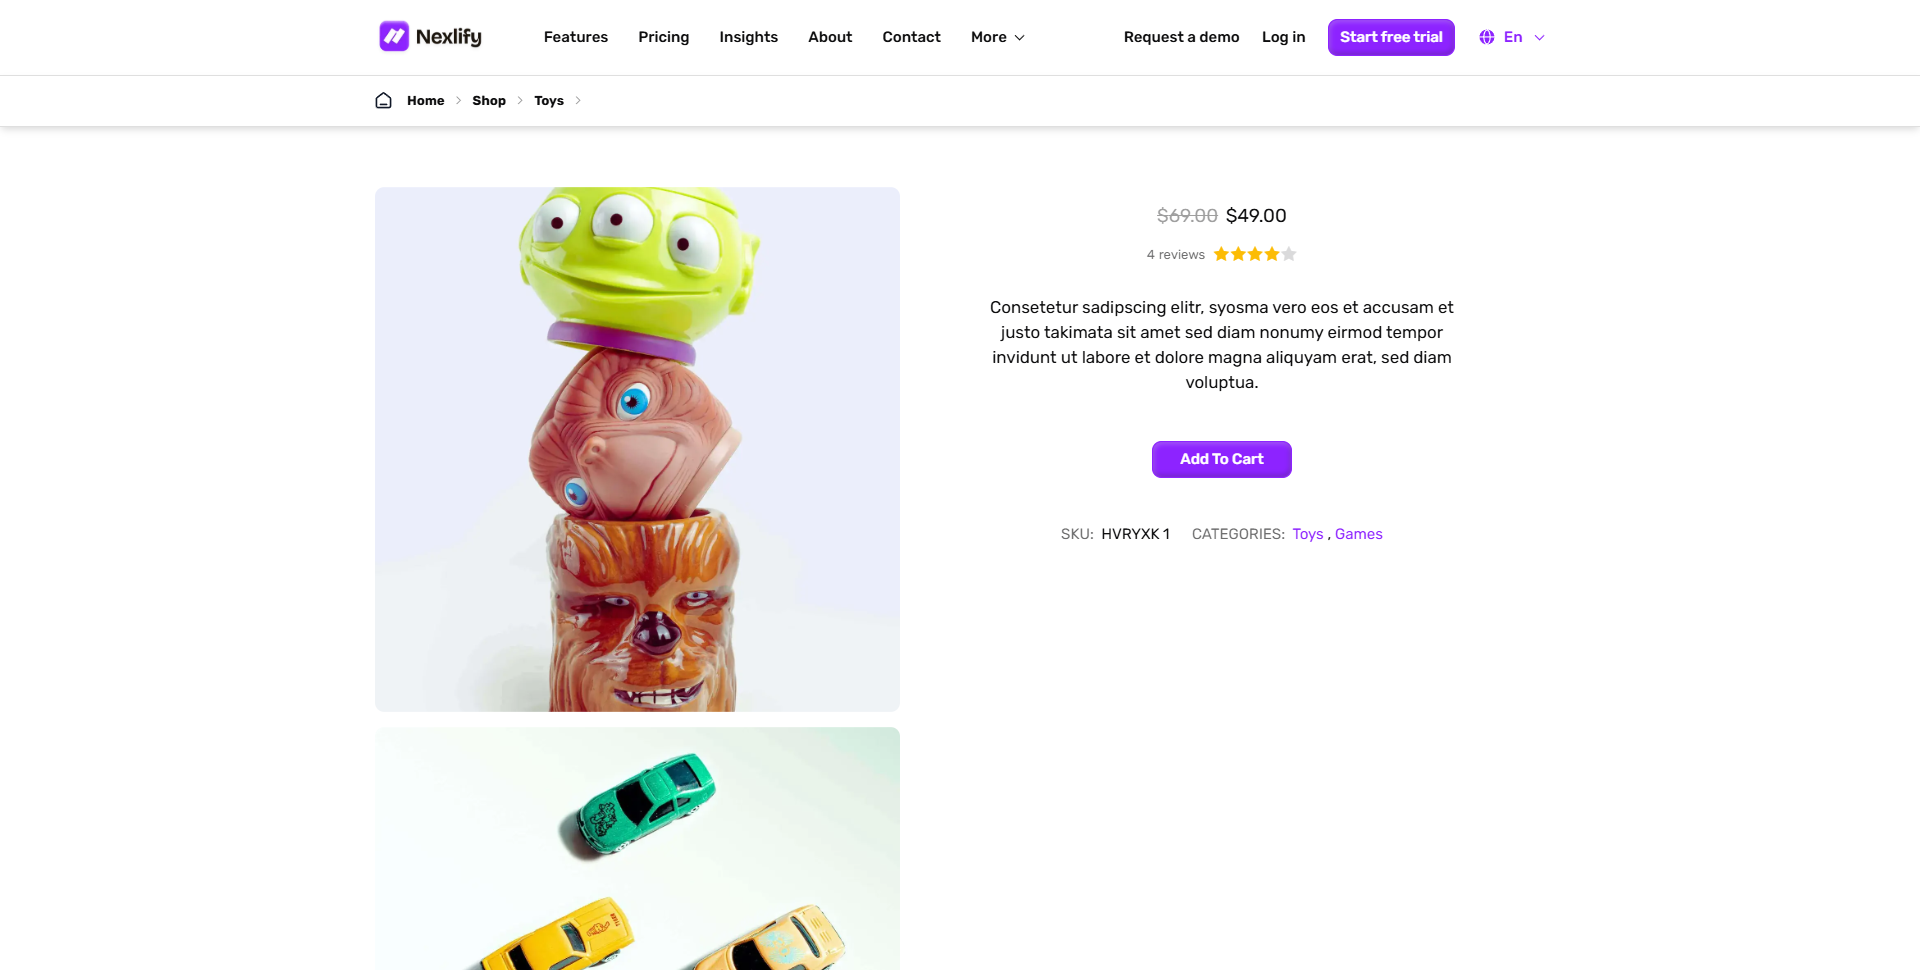 Nexlify
Features Pricing Insights About Contact More
Request a demo Log in Start free trial En
Home Shop Toys
$69.00 $49.00
4 reviews
Consetetur sadipscing elitr, syosma vero eos et accusam et
justo takimata sit amet sed diam nonumy eirmod tempor
invidunt ut labore et dolore magna aliquyam erat, sed diam
voluptua.
Add To Cart
SKU: HVRYXK 1 CATEGORIES: Toys , Games